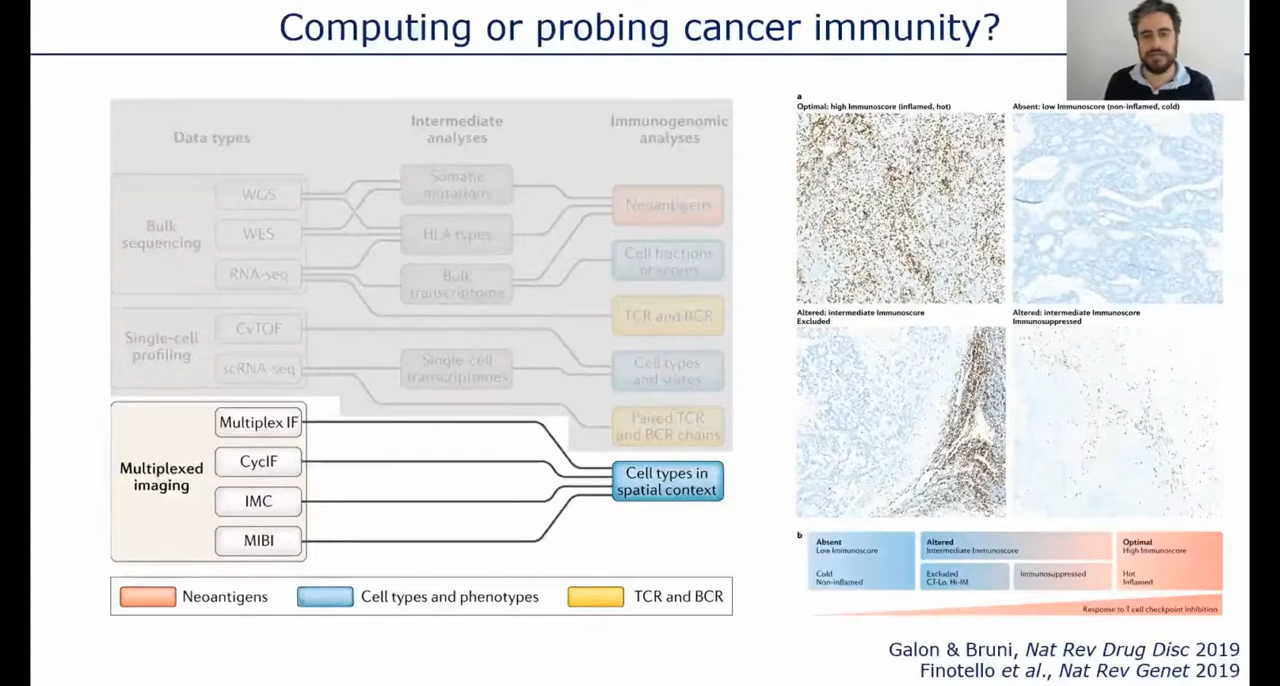 Computing or probing cancer immunity?
Data types
Intermediate
analyses
Immunogenomic
analyses
Bulk
sequencing
WGS
WES
RNA-seq
Somatic
mutations
HLA types
Bulk
transcriptome
Neoantigens
Cell fractions
or scores
TCR and BCR
Single-cell
profiling
CyTOF
scRNA-seq
Single-cell
transcriptomes
Cell types
and states
Paired TCR
and BCR chains
Multiplexed
imaging
Multiplex IF
CycIF
IMC
MIBI
Cell types in
spatial context
Neoantigens
Cell types and phenotypes
TCR and BCR
a
Optimal: high Immunoscore (inflamed, hot)
Absent: low Immunoscore (non-inflamed, cold)
Altered: intermediate Immunoscore
Excluded
Altered: intermediate Immunoscore
Immunosuppressed
b
Absent
Low Immunoscore
Cold
Non-inflamed
Altered
Intermediate Immunoscore
Excluded
CT-Lo, Hi-IM
Immunosuppressed
Optimal
High Immunoscore
Hot
Inflamed
Response to T cell checkpoint inhibition
Galon & Bruni, Nat Rev Drug Disc 2019
Finotello et al., Nat Rev Genet 2019